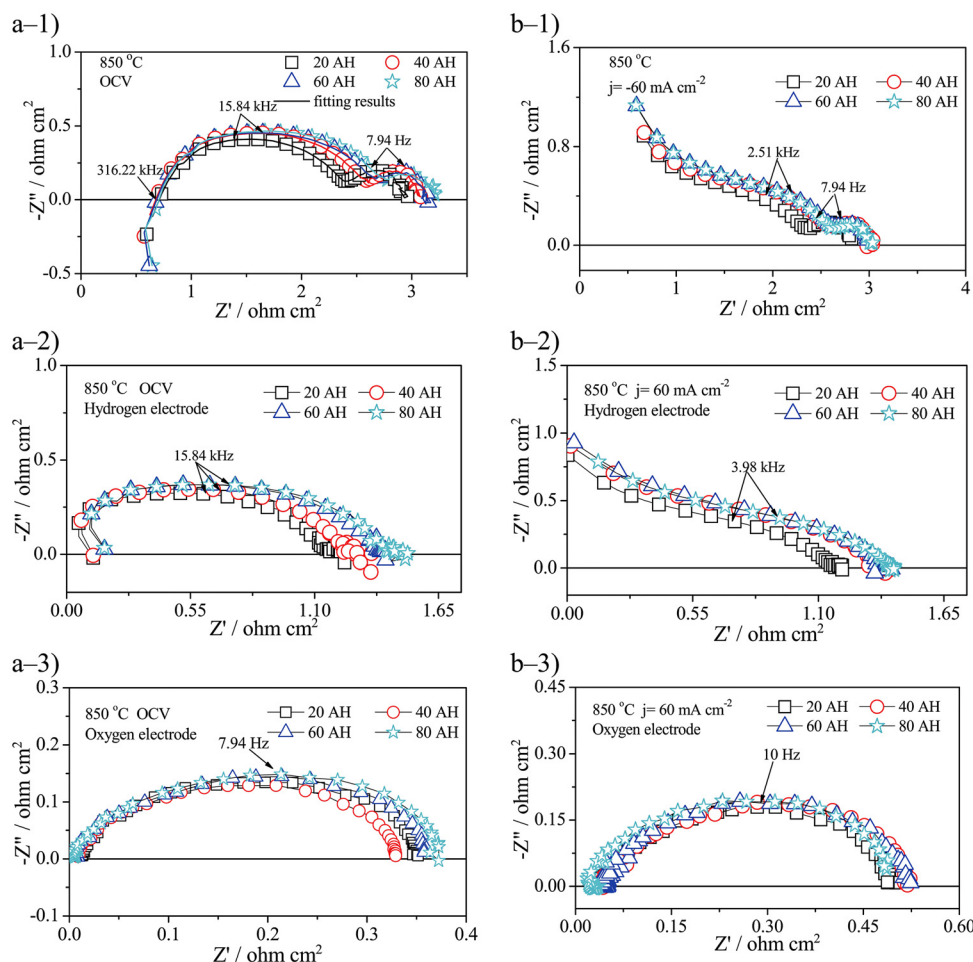 a–1)
850 °C
OCV
20 AH
40 AH
60 AH
80 AH
fitting results
15.84 kHz
7.94 Hz
316.22 kHz
1.0
0.5
0.0
-0.5
0
1
2
3
-Z'' / ohm cm2
Z' / ohm cm2
b–1)
850 °C
j= -60 mA cm-2
20 AH
40 AH
60 AH
80 AH
2.51 kHz
7.94 Hz
1.6
1.2
0.8
0.4
0.0
0
1
2
3
4
-Z'' / ohm cm2
Z' / ohm cm2
a–2)
850 °C OCV
Hydrogen electrode
20 AH
40 AH
60 AH
80 AH
15.84 kHz
1.0
0.5
0.0
0.00
0.55
1.10
1.65
-Z'' / ohm cm2
Z' / ohm cm2
b–2)
850 °C j= 60 mA cm-2
Hydrogen electrode
20 AH
40 AH
60 AH
80 AH
3.98 kHz
1.5
1.0
0.5
0.0
0.00
0.55
1.10
1.65
-Z'' / ohm cm2
Z' / ohm cm2
a–3)
850 °C OCV
Oxygen electrode
20 AH
40 AH
60 AH
80 AH
7.94 Hz
0.3
0.2
0.1
0.0
-0.1
0.0
0.1
0.2
0.3
0.4
-Z'' / ohm cm2
Z' / ohm cm2
b–3)
850 °C j= 60 mA cm-2
Oxygen electrode
20 AH
40 AH
60 AH
80 AH
10 Hz
0.45
0.30
0.15
0.00
0.00
0.15
0.30
0.45
0.60
-Z'' / ohm cm2
Z' / ohm cm2